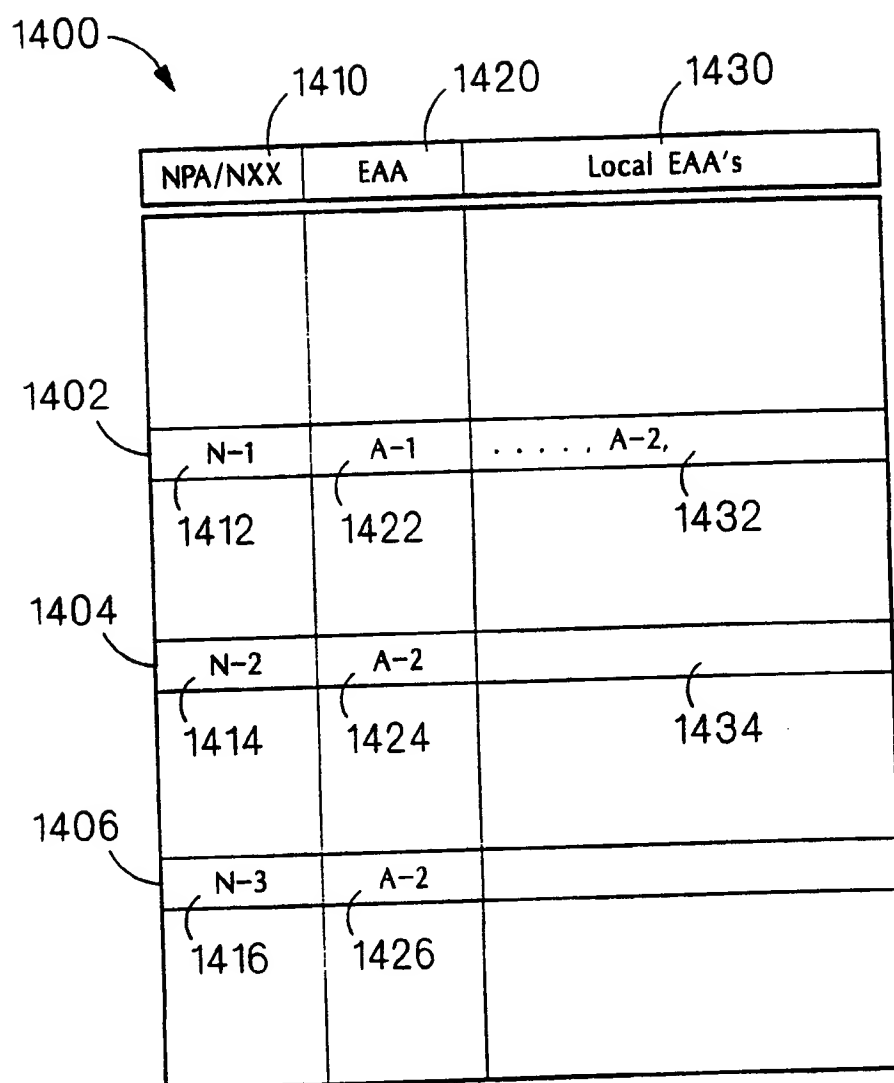 1400
1410 1420 1430
NPA/NXX EAA Local EAA's
1402
N-1 A-1 . . . . . A-2,
1412 1422 1432
1404
N-2 A-2
1414 1424 1434
1406
N-3 A-2
1416 1426